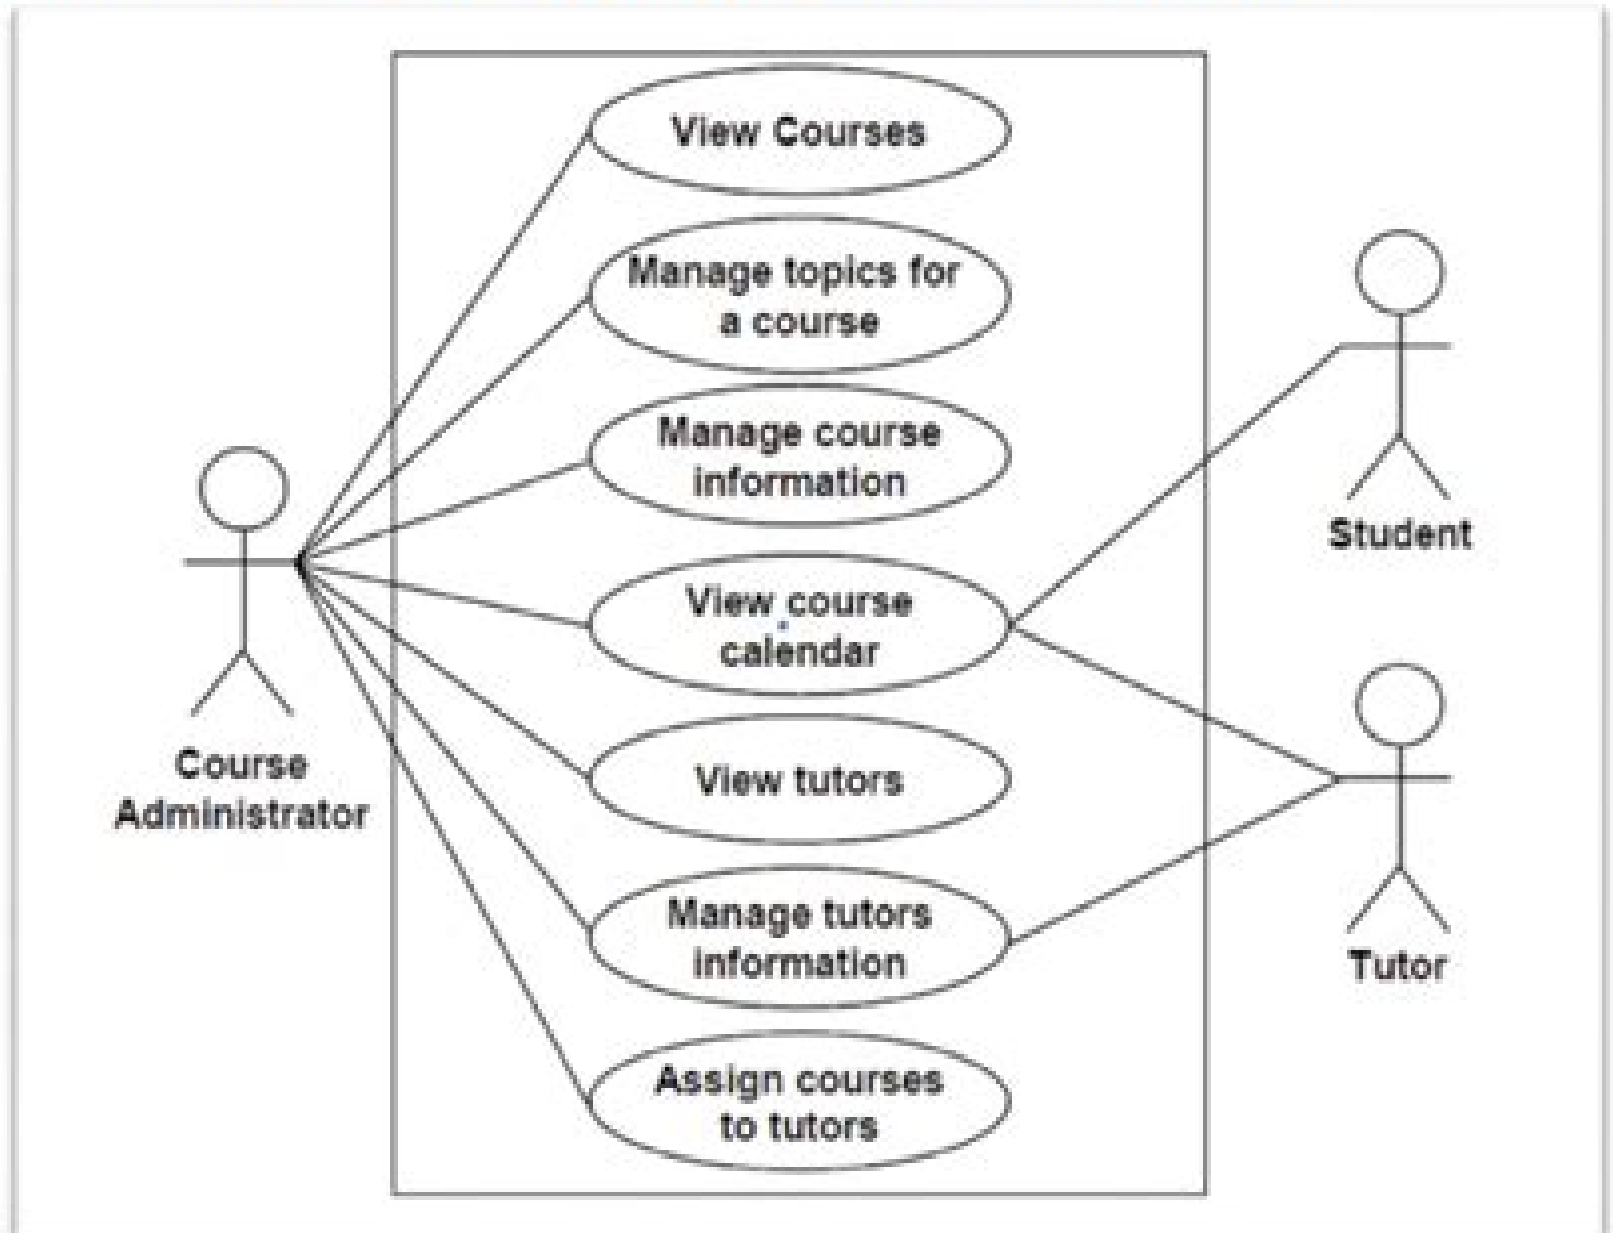 View Courses
Manage topics for
a course
Manage course
information
View course
calendar
View tutors
Manage tutors
information
Assign courses
to tutors
Course
Administrator
Student
Tutor